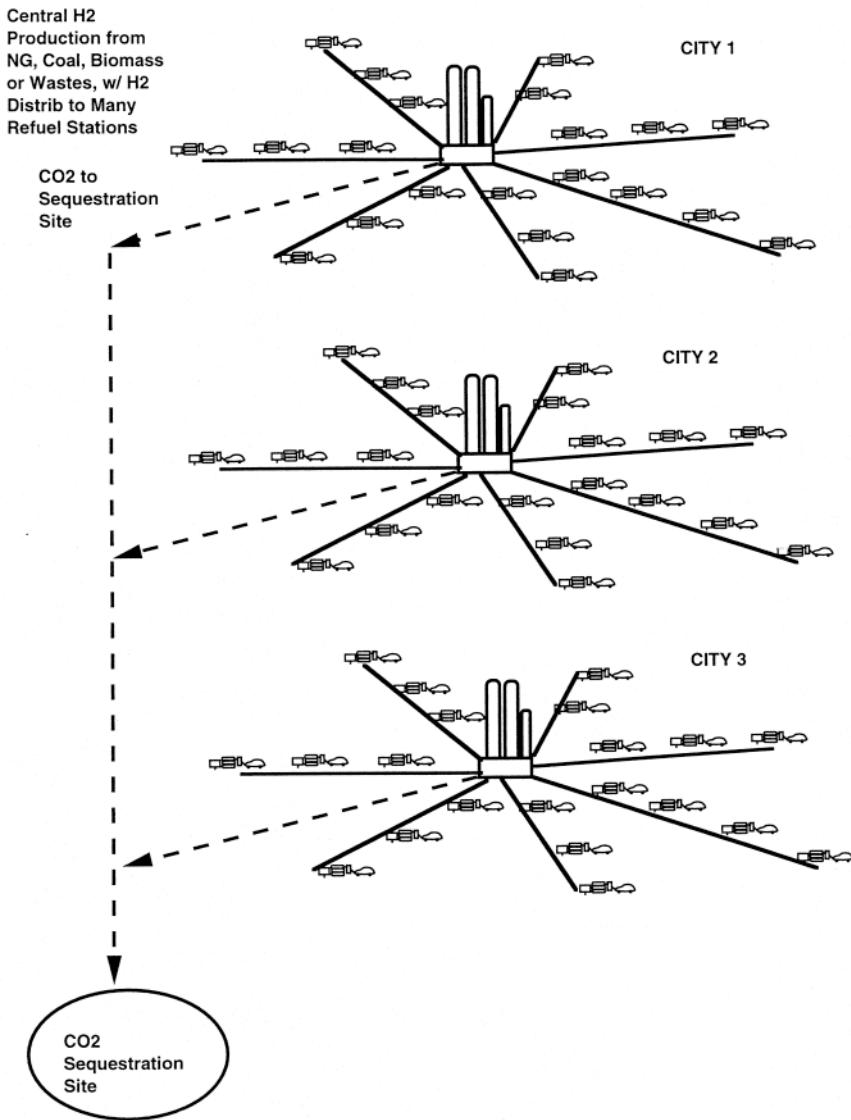 Central H2
Production from
NG, Coal, Biomass
or Wastes, w/ H2
Distrib to Many
Refuel Stations
CITY 1
CO2 to
Sequestration
Site
CITY 2
CITY 3
CO2
Sequestration
Site